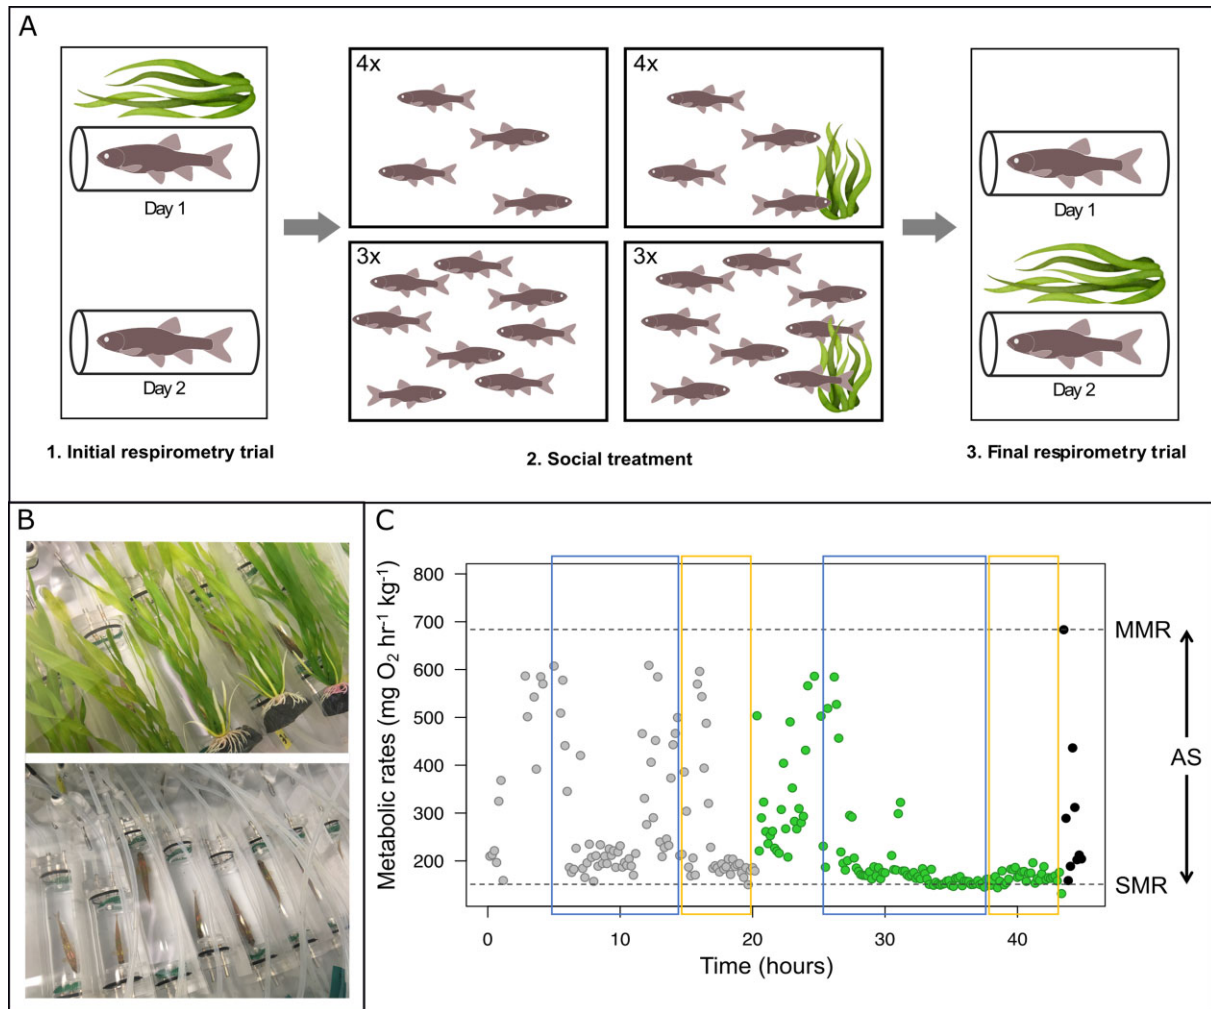 A
Day 1
Day 2
1. Initial respirometry trial
4x
4x
3x
3x
2. Social treatment
Day 1
Day 2
3. Final respirometry trial
B
C
Metabolic rates (mg O₂ hr⁻¹ kg⁻¹)
800
700
600
500
400
300
200
0
10
20
30
40
Time (hours)
MMR
AS
SMR